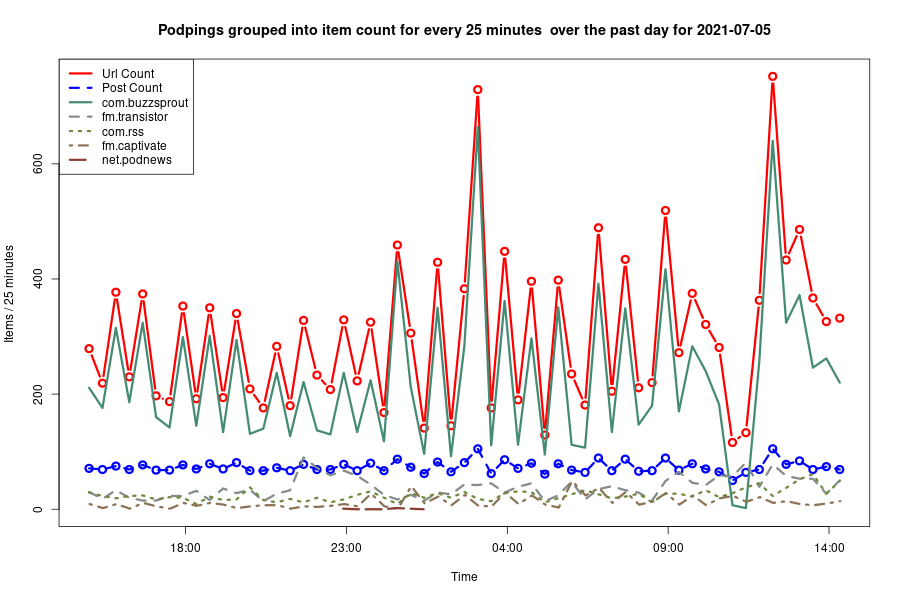 Podpings grouped into item count for every 25 minutes  over the past day for 2021-07-05
Url Count
Post Count
com.buzzsprout
fm.transistor
com.rss
fm.captivate
net.podnews
Items / 25 minutes
600
400
200
0
18:00
23:00
04:00
09:00
14:00
Time